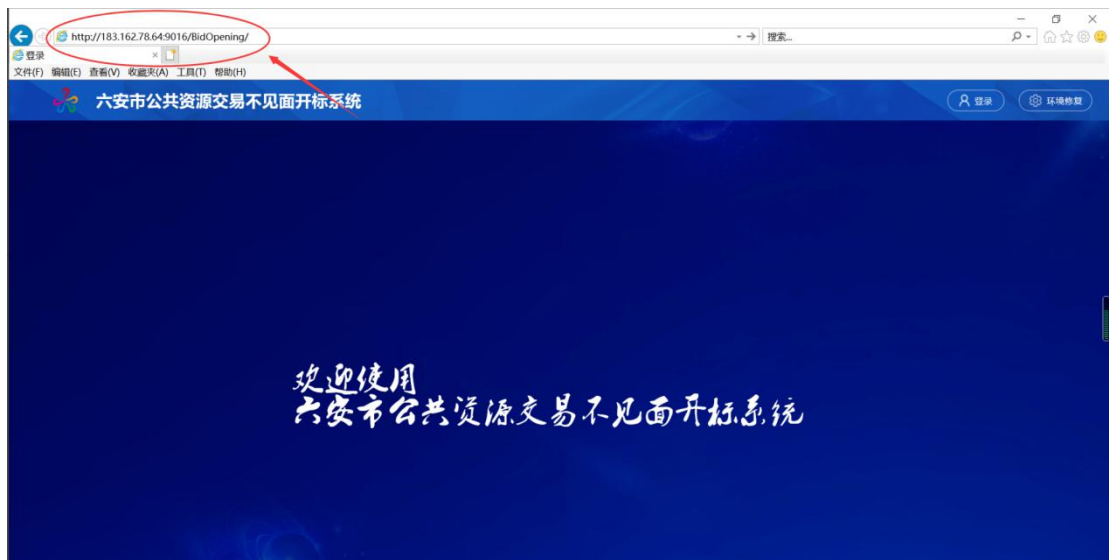 http://183.162.78.64:9016/BidOpening/
搜索...
登录
文件(F) 编辑(E) 查看(V) 收藏夹(A) 工具(T) 帮助(H)
六安市公共资源交易不见面开标系统
登录
环境修复
欢迎使用
六安市公共资源交易不见面开标系统